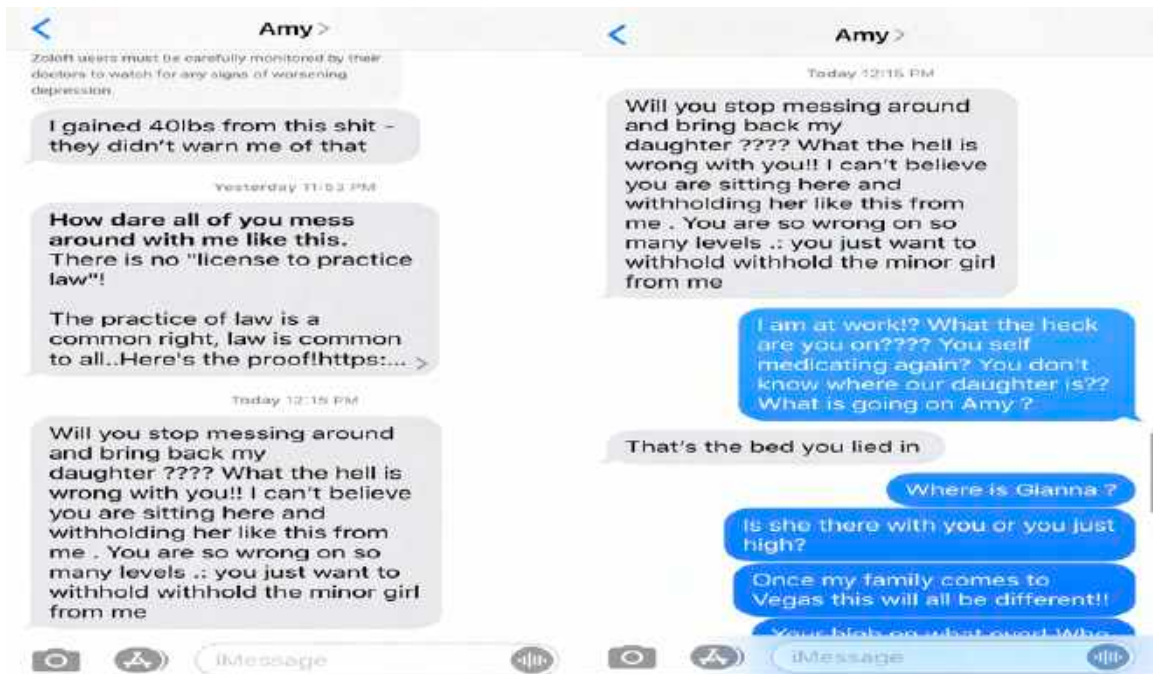 Amy >
Zoloft users must be carefully monitored by their
doctors to watch for any signs of worsening
depression.
I gained 40lbs from this shit -
they didn't warn me of that
Yesterday 11:53 PM
How dare all of you mess
around with me like this.
There is no "license to practice
law"!
The practice of law is a
common right, law is common
to all..Here's the proof!https:... >
Today 12:15 PM
Will you stop messing around
and bring back my
daughter ???? What the hell is
wrong with you!! I can't believe
you are sitting here and
withholding her like this from
me . You are so wrong on so
many levels .: you just want to
withhold withhold the minor girl
from me
iMessage
Amy >
Today 12:15 PM
Will you stop messing around
and bring back my
daughter ???? What the hell is
wrong with you!! I can't believe
you are sitting here and
withholding her like this from
me . You are so wrong on so
many levels .: you just want to
withhold withhold the minor girl
from me
I am at work!? What the heck
are you on???? You self
medicating again? You don't
know where our daughter is??
What is going on Amy ?
That's the bed you lied in
Where is Gianna ?
Is she there with you or you just
high?
Once my family comes to
Vegas this will all be different!!
Your high on what
iMessage